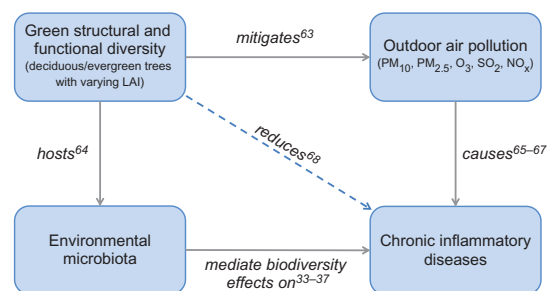 Green structural and
functional diversity
(deciduous/evergreen trees
with varying LAI)
mitigates63
Outdoor air pollution
(PM10, PM2.5, O3, SO2, NOx)
hosts64
reduces68
causes65–67
Environmental
microbiota
mediate biodiversity
effects on33–37
Chronic inflammatory
diseases